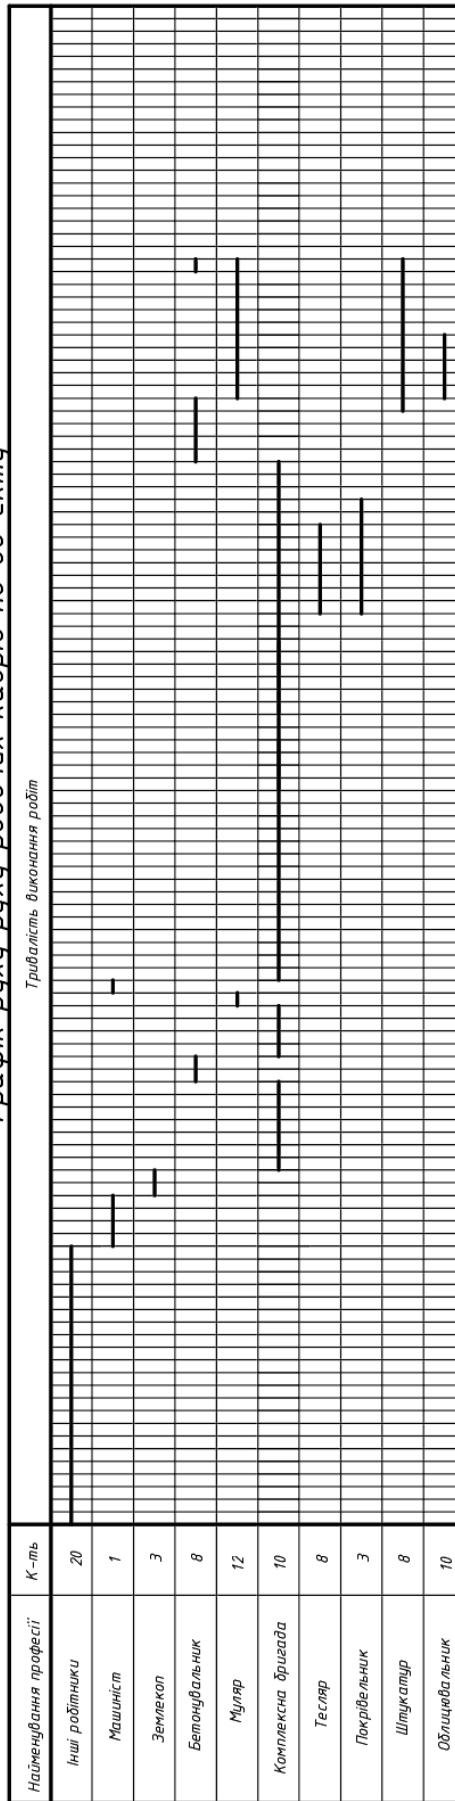 Найменування професії К-ть Тривалість виконання робіт
Інші робітники 20
Машиніст 1
Землекоп 3
Бетонувальник 8
Муляр 12
Комплексна бригада 10
Тесляр 8
Покрівельник 3
Штукатур 8
Облицювальник 10